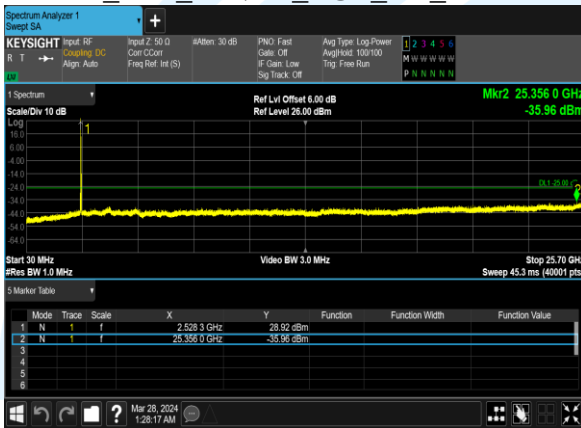 Spectrum Analyzer 1
Swept SA
KEYSIGHT Input: RF Input Z: 50 Ω #Atten: 30 dB PNO: Fast Avg Type: Log-Power 1 2 3 4 5 6
R T Coupling: DC Corr CCorr Gate: Off Avg|Hold: 100/100 M W W W W W
Align: Auto Freq Ref: Int (S) IF Gain: Low Trig: Free Run
Sig Track: Off P N N N N N
1 Spectrum
Ref Lvl Offset 6.00 dB
Mkr2 25.356 0 GHz
Scale/Div 10 dB
Ref Level 26.00 dBm
-35.96 dBm
Log
16.0
6.00
-4.00
-14.0
-24.0
-34.0
-44.0
-54.0
-64.0
1
DL1 -25.00
2
Start 30 MHz Video BW 3.0 MHz Stop 25.70 GHz
#Res BW 1.0 MHz Sweep 45.3 ms (40001 pts)
5 Marker Table
Mode Trace Scale X Y Function Function Width Function Value
1 N 1 f 2.528 3 GHz 28.92 dBm
2 N 1 f 25.356 0 GHz -35.96 dBm
3
4
5
6
Mar 28, 2024
1:28:17 AM